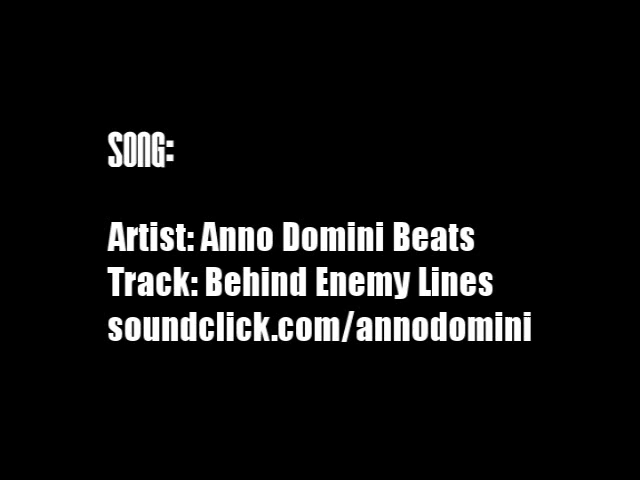 SONG:
Artist: Anno Domini Beats
Track: Behind Enemy Lines
soundclick.com/annodomini